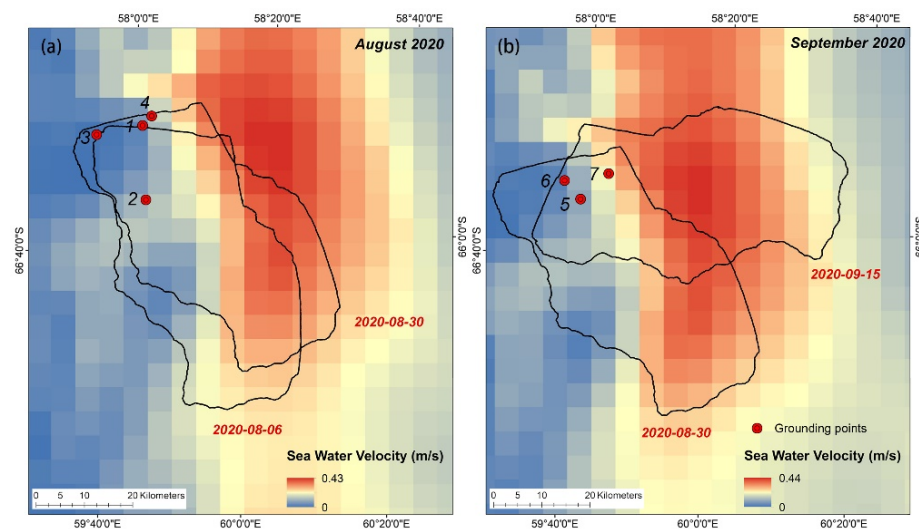 58°0'0"E 58°20'0"E 58°40'0"E
58°0'0"E 58°20'0"E 58°40'0"E
(a) August 2020
(b) September 2020
4
1
3
2
6
7
5
66°40'0"S
66°0'0"S
66°40'0"S
2020-08-30
2020-09-15
2020-08-06
2020-08-30
Grounding points
Sea Water Velocity (m/s)
0.43
0
Sea Water Velocity (m/s)
0.44
0
0 5 10 20 Kilometers
0 5 10 20 Kilometers
59°40'0"E 60°0'0"E 60°20'0"E
59°40'0"E 60°0'0"E 60°20'0"E